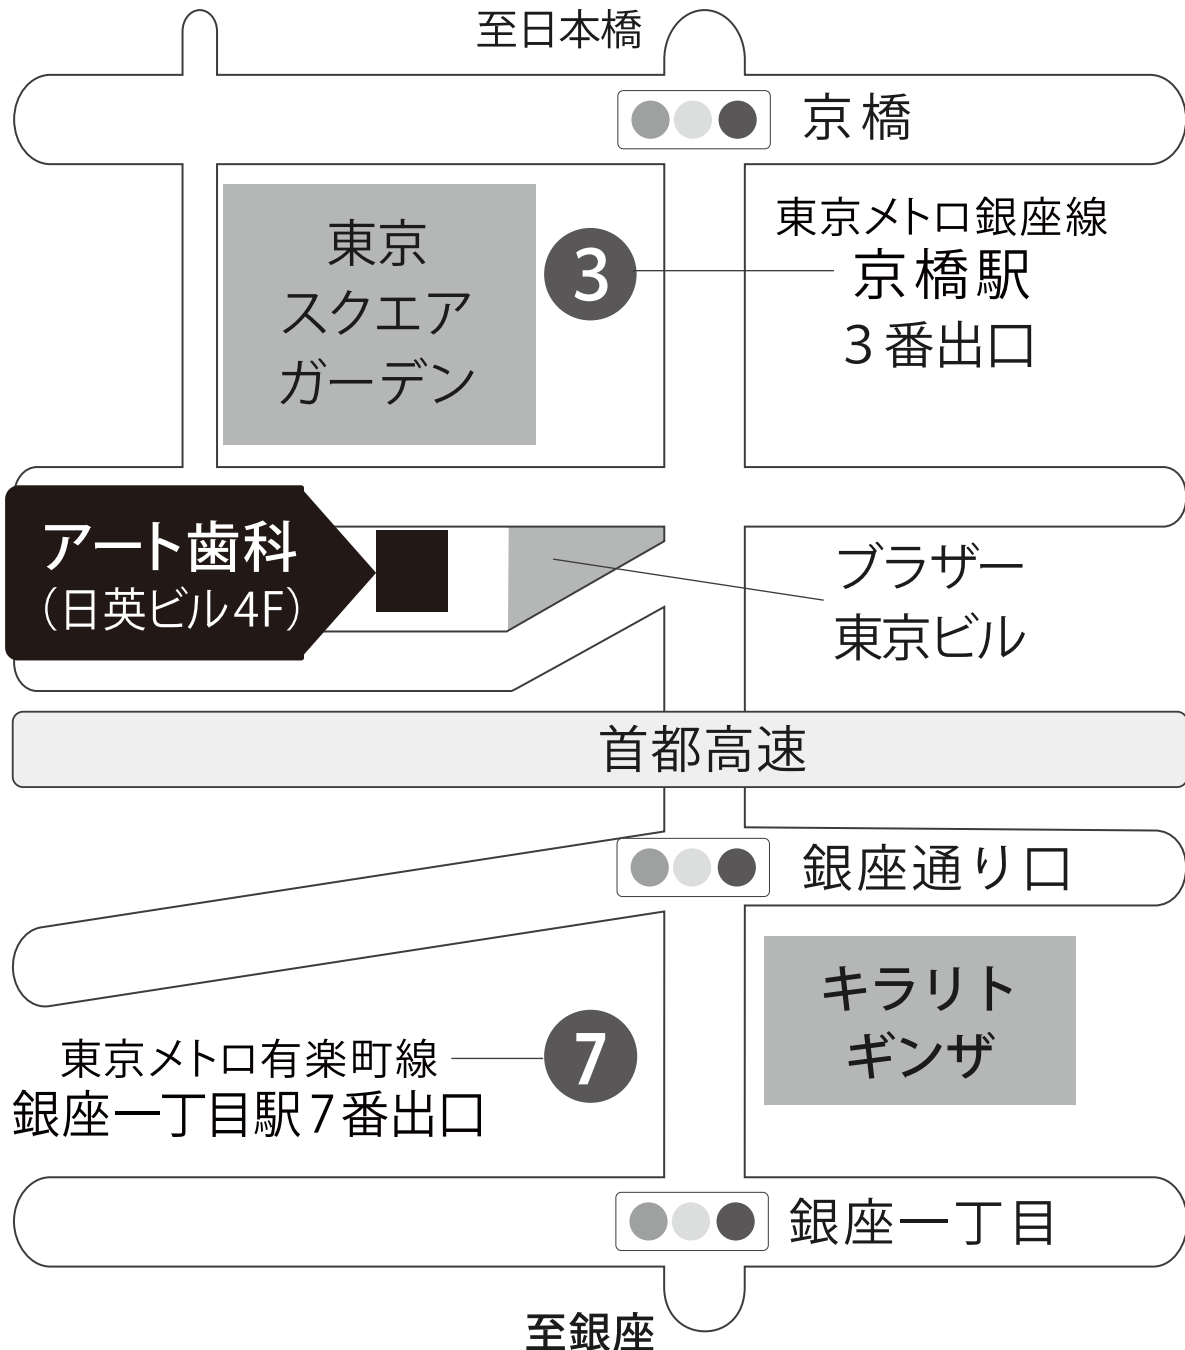 至日本橋
京橋
東京メトロ銀座線
京橋駅
3番出口
東京
スクエア
ガーデン
3
アート歯科
（日英ビル4F）
ブラザー
東京ビル
首都高速
銀座通り口
キラリト
ギンザ
7
東京メトロ有楽町線
銀座一丁目駅7番出口
銀座一丁目
至銀座